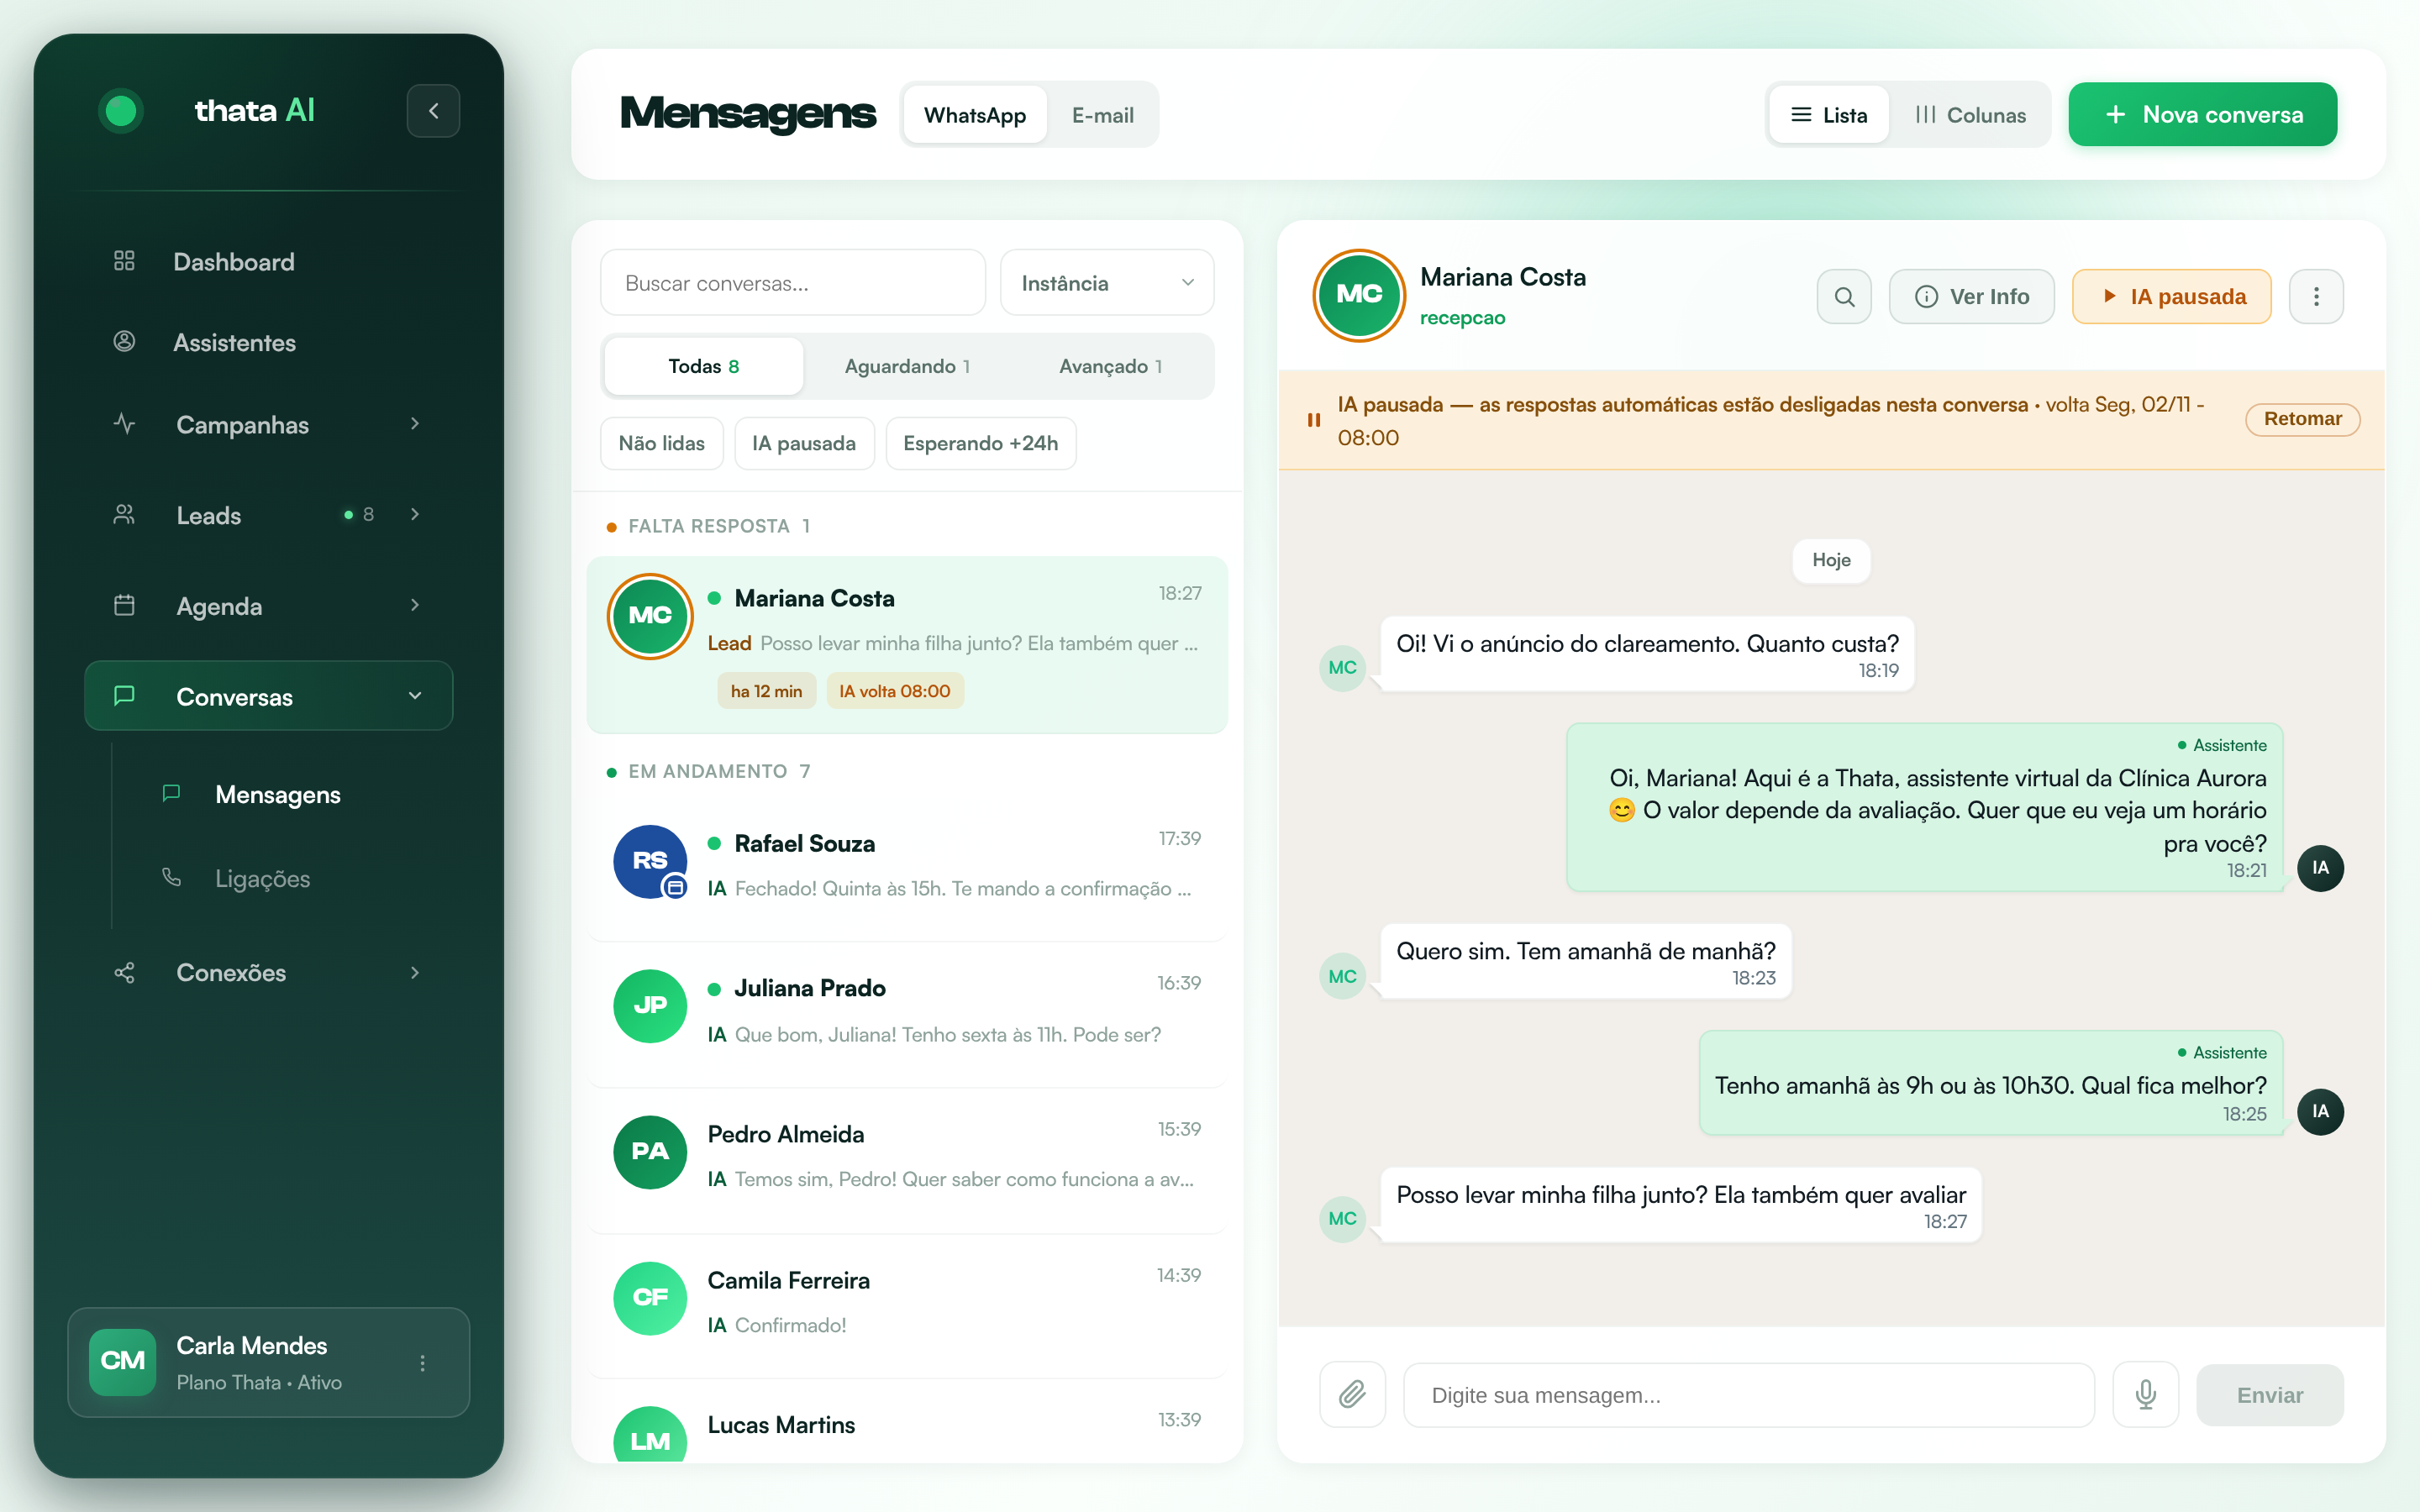 thata AI
Dashboard
Assistentes
Campanhas
Leads 8
Agenda
Conversas
Mensagens
Ligações
Conexões
CM
Carla Mendes
Plano Thata · Ativo
Mensagens
WhatsApp
E-mail
Lista
Colunas
+ Nova conversa
Buscar conversas...
Instância
Todas 8
Aguardando 1
Avançado 1
Não lidas
IA pausada
Esperando +24h
FALTA RESPOSTA 1
MC
Mariana Costa
18:27
Lead Posso levar minha filha junto? Ela também quer ...
ha 12 min
IA volta 08:00
EM ANDAMENTO 7
RS
Rafael Souza
17:39
IA Fechado! Quinta às 15h. Te mando a confirmação ...
JP
Juliana Prado
16:39
IA Que bom, Juliana! Tenho sexta às 11h. Pode ser?
PA
Pedro Almeida
15:39
IA Temos sim, Pedro! Quer saber como funciona a av...
CF
Camila Ferreira
14:39
IA Confirmado!
LM
Lucas Martins
13:39
MC
Mariana Costa
recepcao
Ver Info
IA pausada
IA pausada — as respostas automáticas estão desligadas nesta conversa · volta Seg, 02/11 -
08:00
Retomar
Hoje
MC
Oi! Vi o anúncio do clareamento. Quanto custa?
18:19
Assistente
Oi, Mariana! Aqui é a Thata, assistente virtual da Clínica Aurora
😊 O valor depende da avaliação. Quer que eu veja um horário
pra você?
18:21
IA
MC
Quero sim. Tem amanhã de manhã?
18:23
Assistente
Tenho amanhã às 9h ou às 10h30. Qual fica melhor?
18:25
IA
MC
Posso levar minha filha junto? Ela também quer avaliar
18:27
Digite sua mensagem...
Enviar